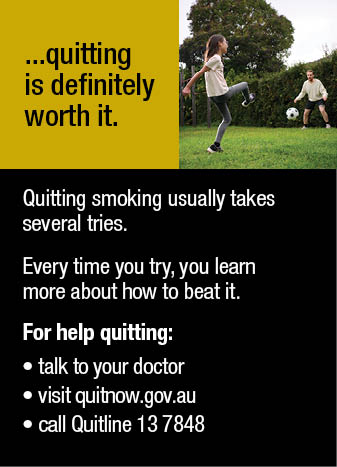 ...quitting
is definitely
worth it.
Quitting smoking usually takes
several tries.
Every time you try, you learn
more about how to beat it.
For help quitting:
• talk to your doctor
• visit quitnow.gov.au
• call Quitline 13 7848